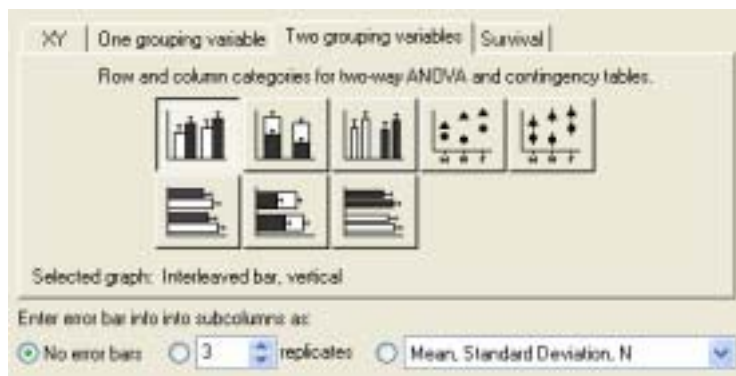 XY One grouping variable Two grouping variables Survival
Row and column categories for two-way ANOVA and contingency tables.
Selected graph: Interleaved bar, vertical
Enter error bar info into subcolumns as:
No error bars 3 replicates Mean, Standard Deviation, N